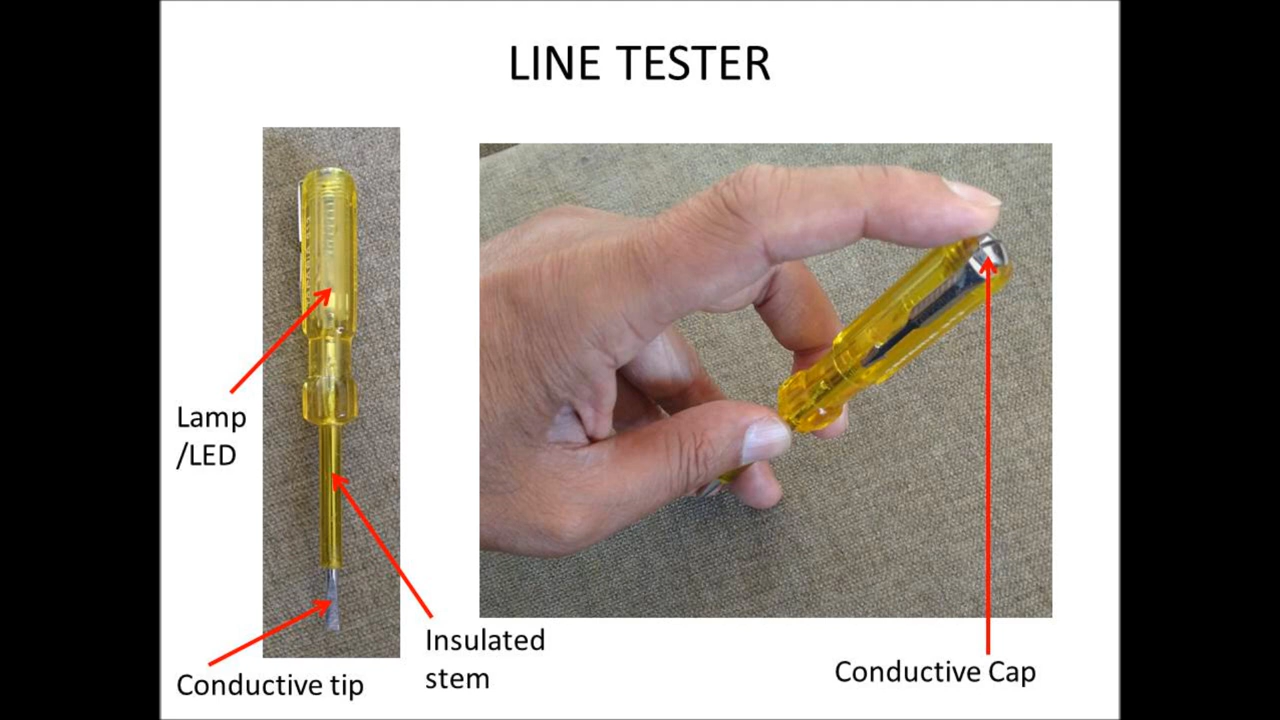 LINE TESTER
Lamp
/LED
Conductive tip
Insulated
stem
Conductive Cap